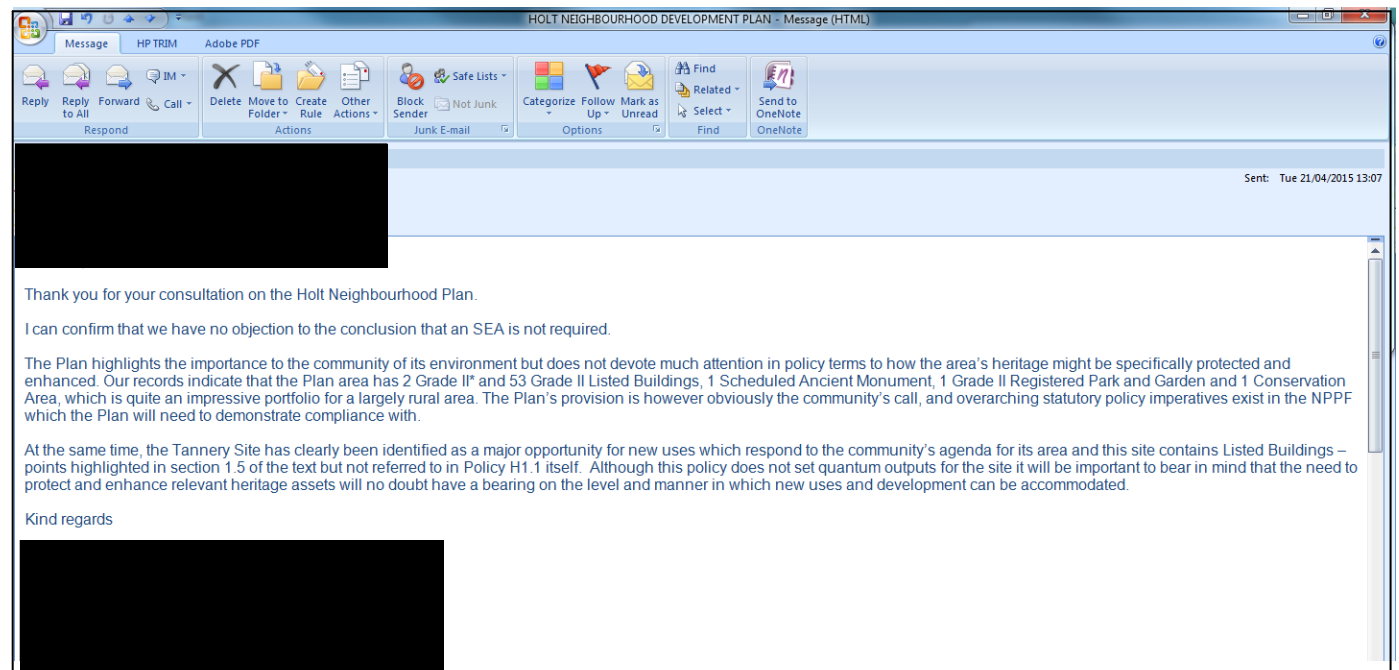 HOLT NEIGHBOURHOOD DEVELOPMENT PLAN - Message (HTML)
Message HP TRIM Adobe PDF
Reply
Reply to All
Forward
IM
Call
Respond
Delete
Move to Folder
Create Rule
Other Actions
Actions
Block Sender
Safe Lists
Not Junk
Junk E-mail
Categorize
Follow Up
Mark as Unread
Options
Find
Related
Select
Find
Send to OneNote
OneNote
Sent: Tue 21/04/2015 13:07
Thank you for your consultation on the Holt Neighbourhood Plan.
I can confirm that we have no objection to the conclusion that an SEA is not required.
The Plan highlights the importance to the community of its environment but does not devote much attention in policy terms to how the area's heritage might be specifically protected and
enhanced. Our records indicate that the Plan area has 2 Grade II* and 53 Grade II Listed Buildings, 1 Scheduled Ancient Monument, 1 Grade II Registered Park and Garden and 1 Conservation
Area, which is quite an impressive portfolio for a largely rural area. The Plan's provision is however obviously the community's call, and overarching statutory policy imperatives exist in the NPPF
which the Plan will need to demonstrate compliance with.
At the same time, the Tannery Site has clearly been identified as a major opportunity for new uses which respond to the community's agenda for its area and this site contains Listed Buildings –
points highlighted in section 1.5 of the text but not referred to in Policy H1.1 itself.  Although this policy does not set quantum outputs for the site it will be important to bear in mind that the need to
protect and enhance relevant heritage assets will no doubt have a bearing on the level and manner in which new uses and development can be accommodated.
Kind regards